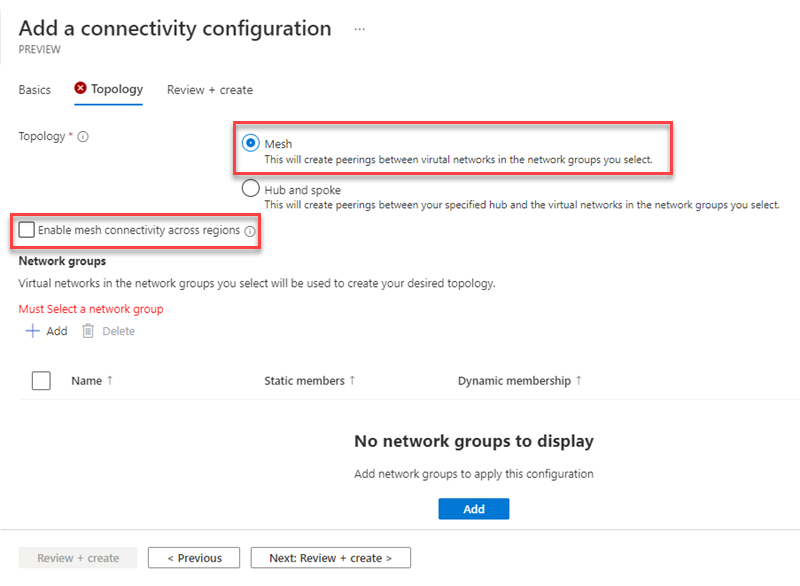 Add a connectivity configuration ...
PREVIEW
Basics Topology Review + create
Topology *
Mesh
This will create peerings between virutal networks in the network groups you select.
Hub and spoke
This will create peerings between your specified hub and the virtual networks in the network groups you select.
Enable mesh connectivity across regions
Network groups
Virtual networks in the network groups you select will be used to create your desired topology.
Must Select a network group
+ Add Delete
Name ↑ Static members ↑ Dynamic membership ↑
No network groups to display
Add network groups to apply this configuration
Add
Review + create < Previous Next: Review + create >